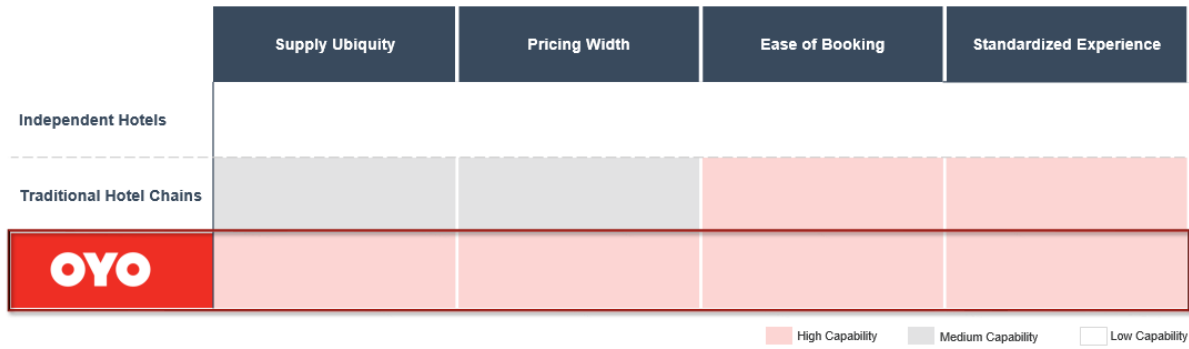 Supply Ubiquity
Pricing Width
Ease of Booking
Standardized Experience
Independent Hotels
Traditional Hotel Chains
OYO
High Capability
Medium Capability
Low Capability